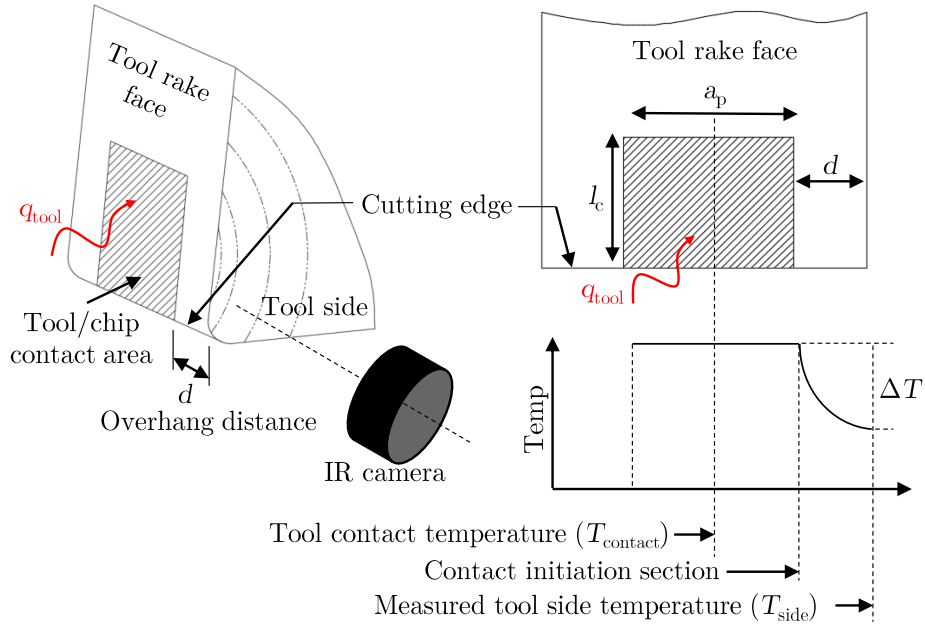 Tool rake
face
q_tool
Tool/chip
contact area
d
Overhang distance
Tool side
IR camera
Cutting edge
Tool rake face
a_p
l_c
d
q_tool
Temp
ΔT
Tool contact temperature (T_contact)
Contact initiation section
Measured tool side temperature (T_side)